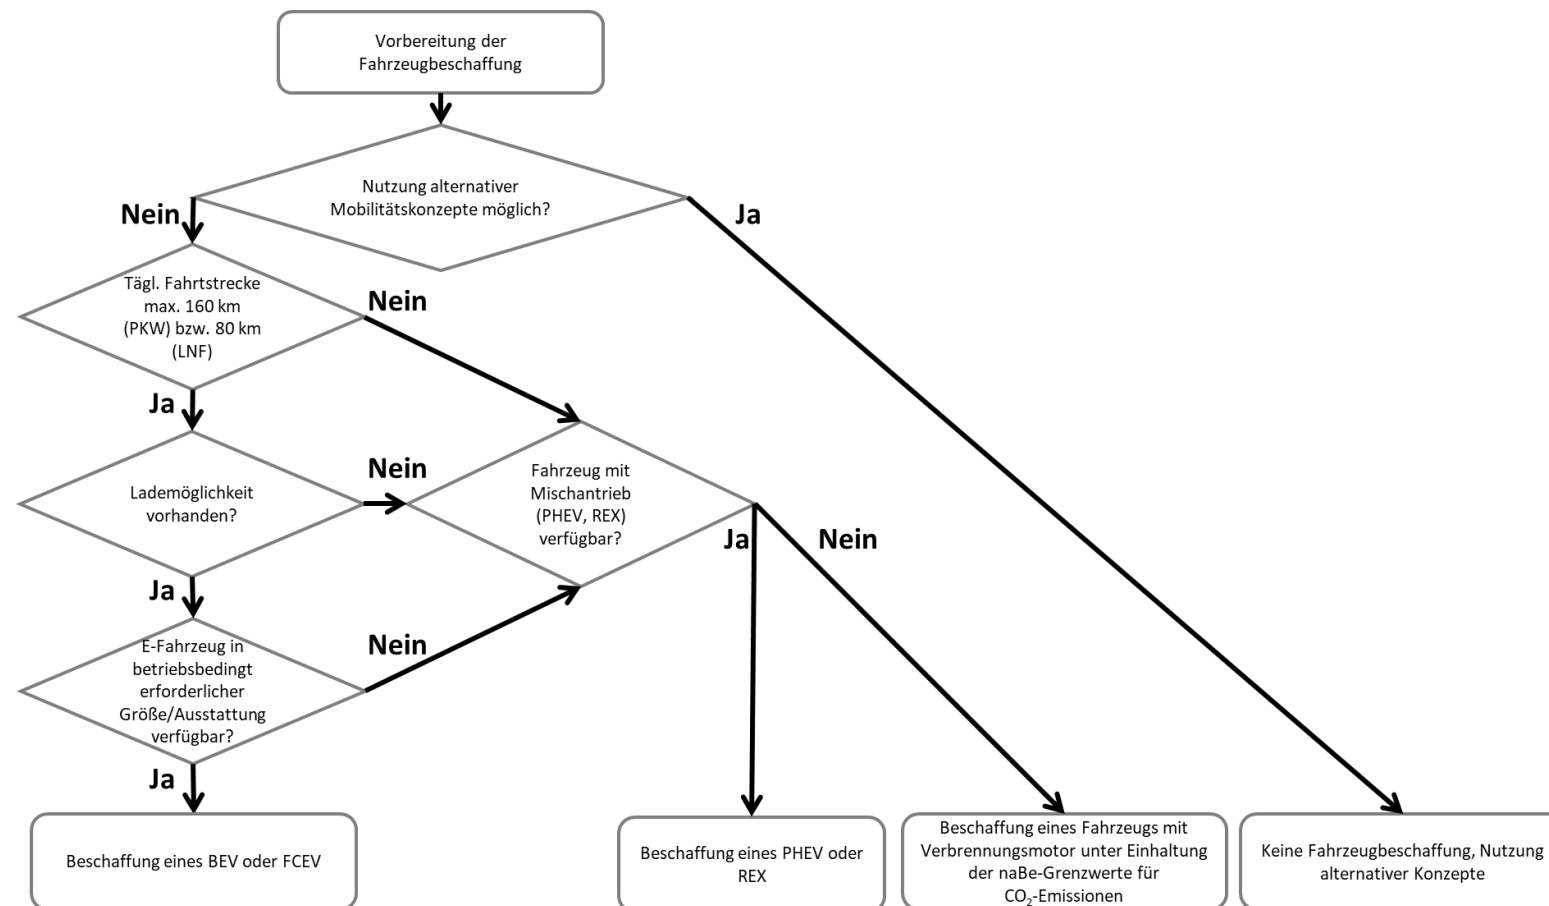 Vorbereitung der
Fahrzeugbeschaffung
Nutzung alternativer
Mobilitätskonzepte möglich?
Nein
Ja
Tägl. Fahrtstrecke
max. 160 km
(PKW) bzw. 80 km
(LNF)
Nein
Ja
Lademöglichkeit
vorhanden?
Nein
Fahrzeug mit
Mischantrieb
(PHEV, REX)
verfügbar?
Ja
Nein
Ja
E-Fahrzeug in
betriebsbedingt
erforderlicher
Größe/Ausstattung
verfügbar?
Nein
Ja
Beschaffung eines BEV oder FCEV
Beschaffung eines PHEV oder
REX
Beschaffung eines Fahrzeugs mit
Verbrennungsmotor unter Einhaltung
der naBe-Grenzwerte für
CO₂-Emissionen
Keine Fahrzeugbeschaffung, Nutzung
alternativer Konzepte